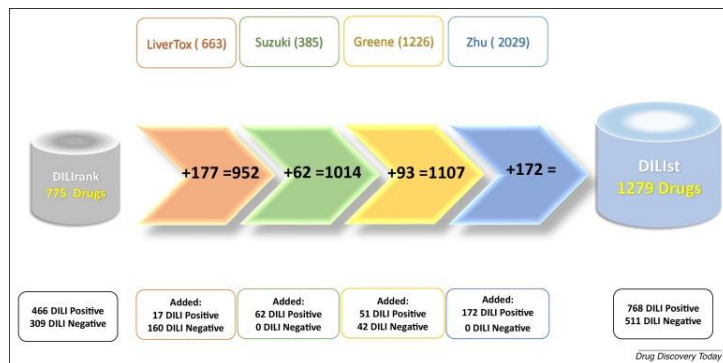 LiverTox ( 663)
Suzuki (385)
Greene (1226)
Zhu ( 2029)
DILIrank
775 Drugs
+177 =952
+62 =1014
+93 =1107
+172 =
DILIst
1279 Drugs
466 DILI Positive
309 DILI Negative
Added:
17 DILI Positive
160 DILI Negative
Added:
62 DILI Positive
0 DILI Negative
Added:
51 DILI Positive
42 DILI Negative
Added:
172 DILI Positive
0 DILI Negative
768 DILI Positive
511 DILI Negative
Drug Discovery Today